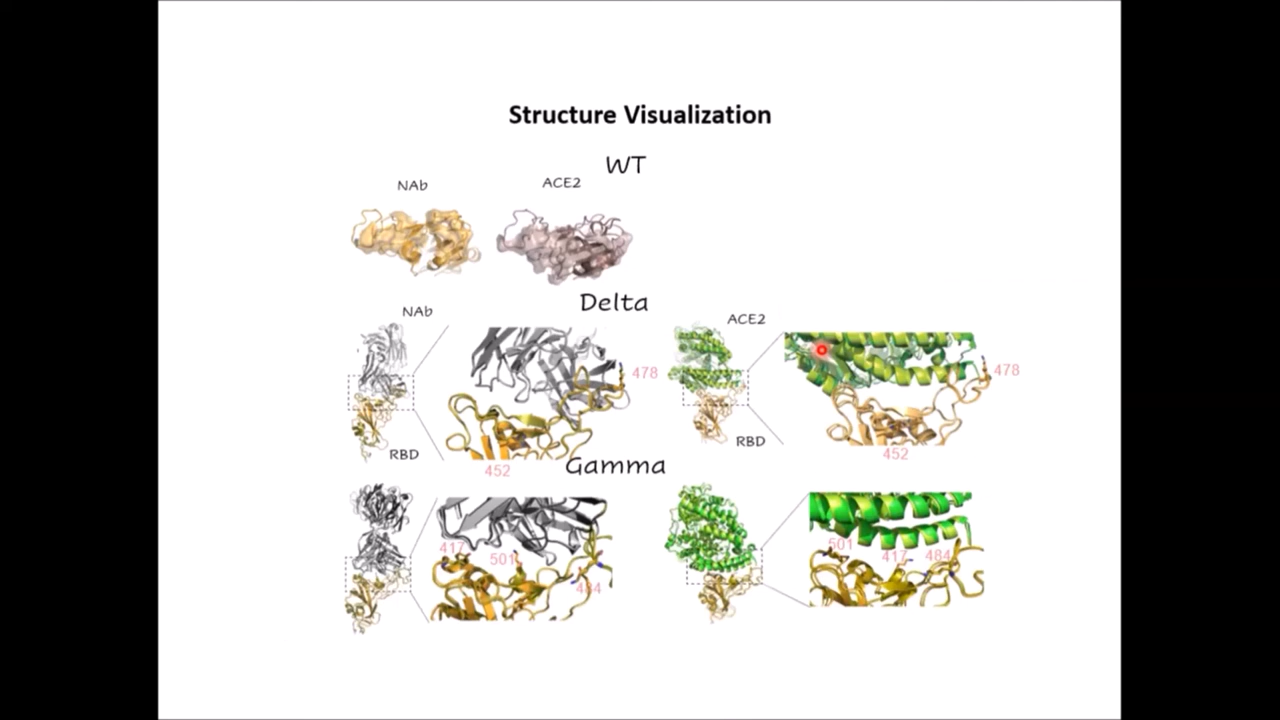 Structure Visualization
WT
NAb
ACE2
Delta
NAb
ACE2
478
478
RBD
RBD
452
452
Gamma
417
501
484
501
417
484